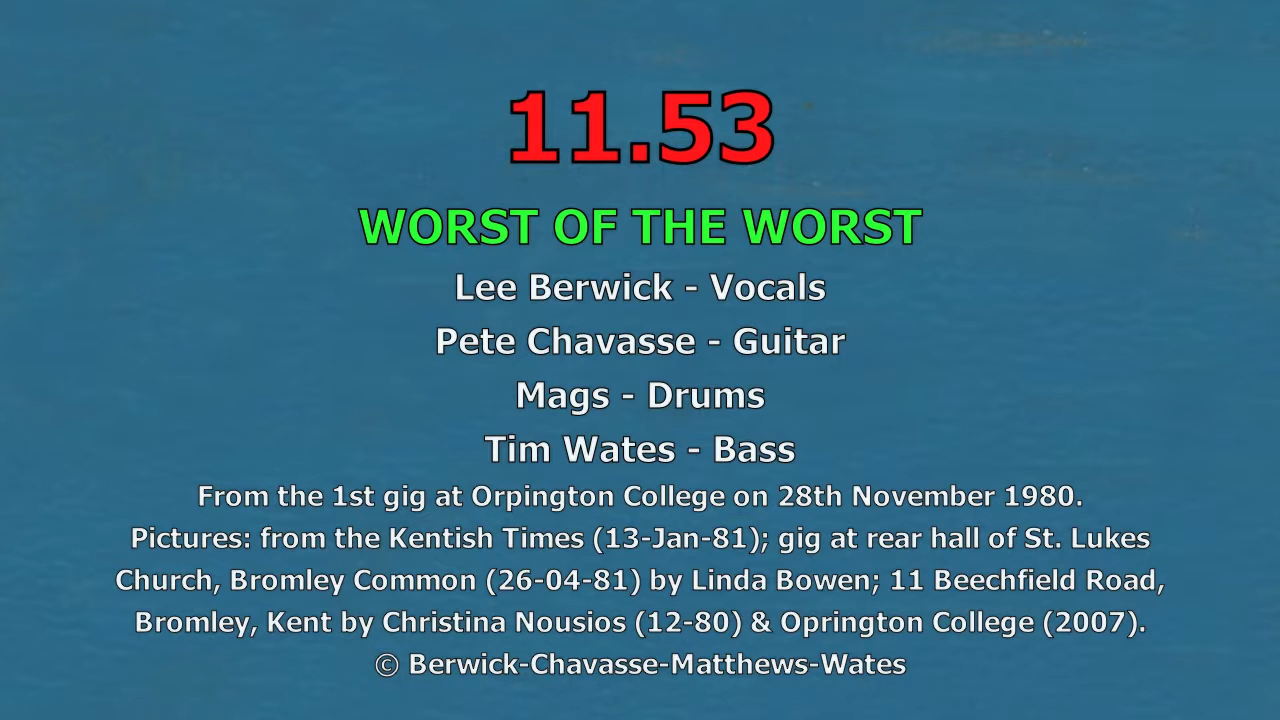 11.53
WORST OF THE WORST
Lee Berwick - Vocals
Pete Chavasse - Guitar
Mags - Drums
Tim Wates - Bass
From the 1st gig at Orpington College on 28th November 1980.
Pictures: from the Kentish Times (13-Jan-81); gig at rear hall of St. Lukes
Church, Bromley Common (26-04-81) by Linda Bowen; 11 Beechfield Road,
Bromley, Kent by Christina Nousios (12-80) & Oprington College (2007).
© Berwick-Chavasse-Matthews-Wates